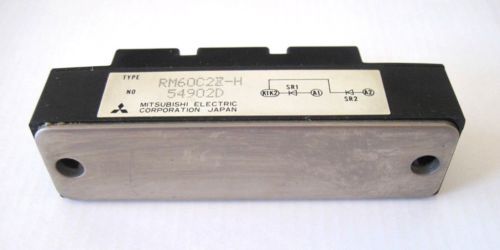 TYPE RM60C2Z-H
NO 54902D
MITSUBISHI ELECTRIC
CORPORATION JAPAN
K1K2 SR1 A1 SR2 A2